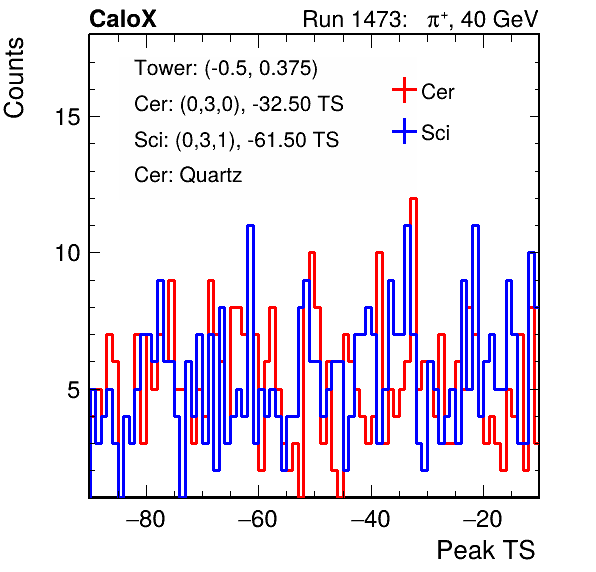 CaloX Run 1473: π⁺, 40 GeV
Counts
Tower: (-0.5, 0.375)
Cer: (0,3,0), -32.50 TS
Sci: (0,3,1), -61.50 TS
Cer: Quartz
Cer
Sci
15
10
5
−80 −60 −40 −20
Peak TS